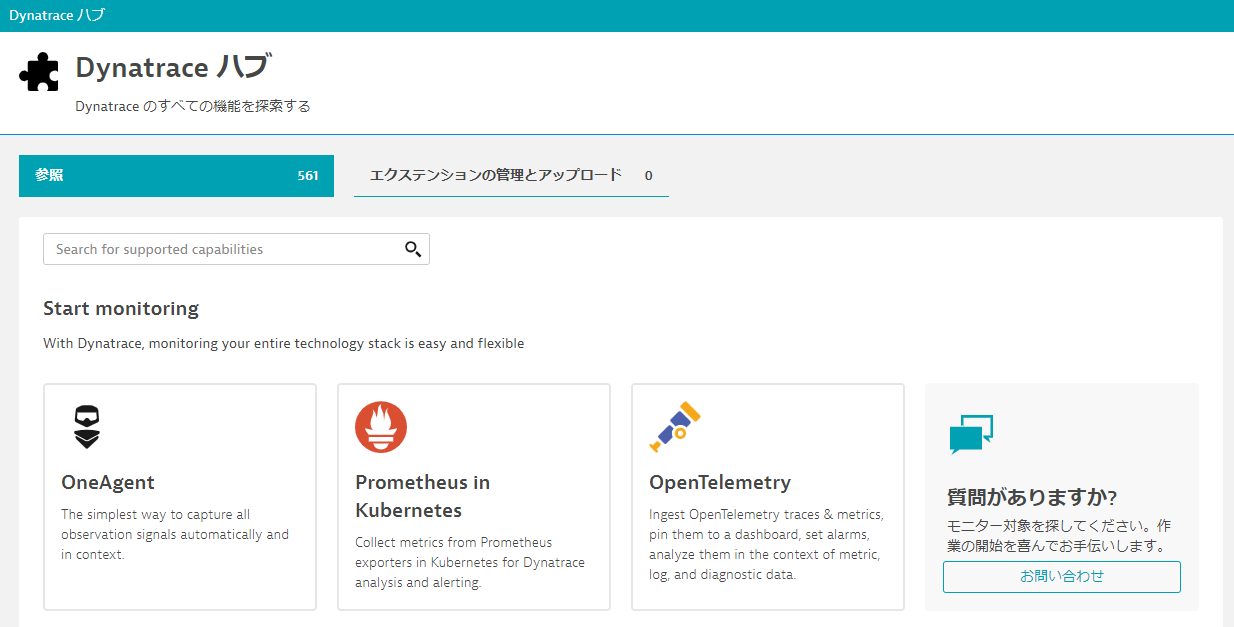 Dynatrace ハブ
Dynatrace ハブ
Dynatrace のすべての機能を探索する
参照 561
エクステンションの管理とアップロード 0
Search for supported capabilities
Start monitoring
With Dynatrace, monitoring your entire technology stack is easy and flexible
OneAgent
The simplest way to capture all
observation signals automatically and
in context.
Prometheus in
Kubernetes
Collect metrics from Prometheus
exporters in Kubernetes for Dynatrace
analysis and alerting.
OpenTelemetry
Ingest OpenTelemetry traces & metrics,
pin them to a dashboard, set alarms,
analyze them in the context of metric,
log, and diagnostic data.
質問がありますか?
モニター対象を探してください。作
業の開始を喜んでお手伝いします。
お問い合わせ